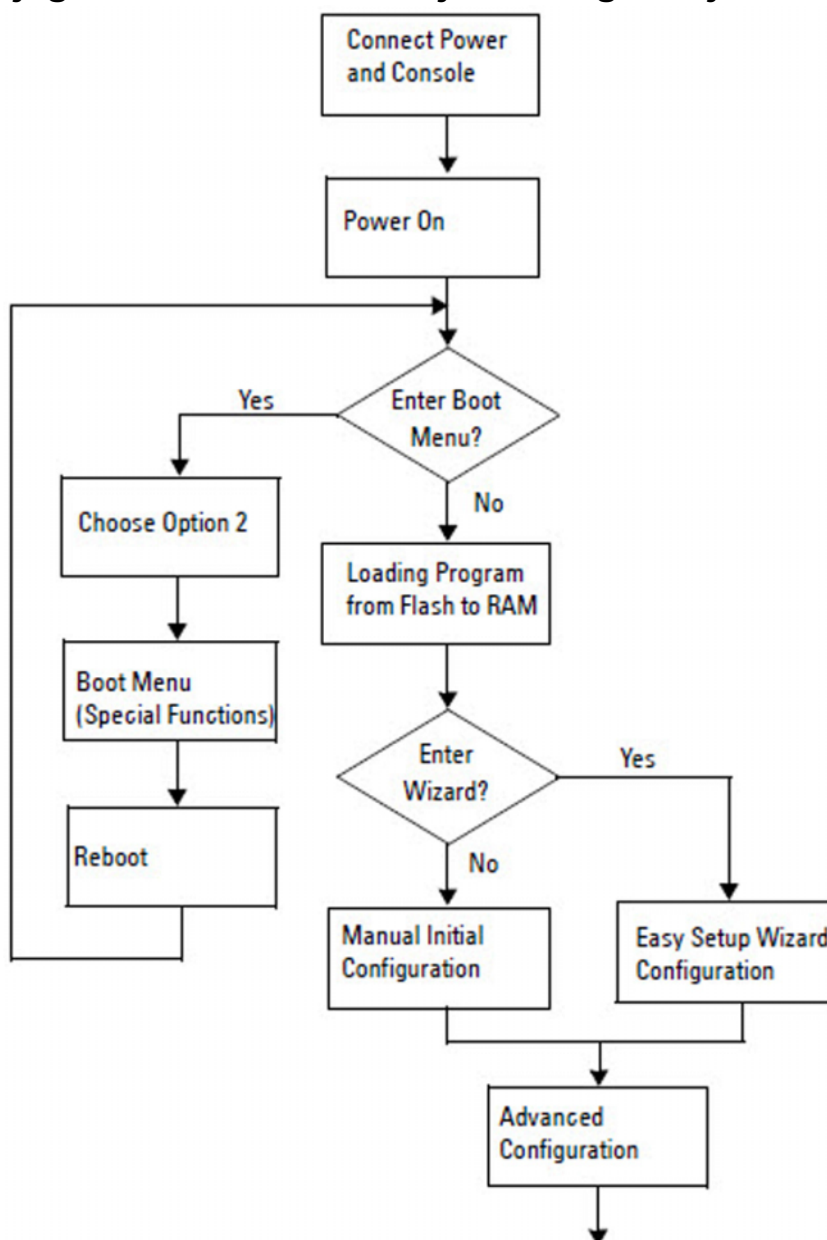 Connect Power
and Console
Power On
Enter Boot
Menu?
Yes
No
Choose Option 2
Loading Program
from Flash to RAM
Boot Menu
(Special Functions)
Enter
Wizard?
Yes
No
Reboot
Manual Initial
Configuration
Easy Setup Wizard
Configuration
Advanced
Configuration